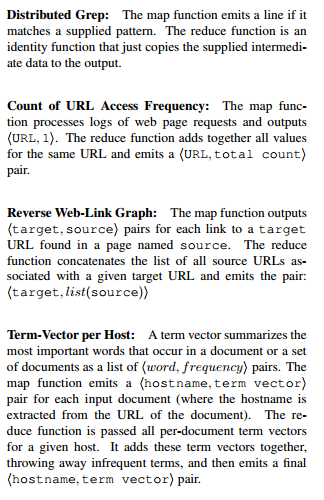 Distributed Grep: The map function emits a line if it
matches a supplied pattern. The reduce function is an
identity function that just copies the supplied intermedi-
ate data to the output.
Count of URL Access Frequency: The map func-
tion processes logs of web page requests and outputs
⟨URL, 1⟩. The reduce function adds together all values
for the same URL and emits a ⟨URL, total count⟩
pair.
Reverse Web-Link Graph: The map function outputs
⟨target, source⟩ pairs for each link to a target
URL found in a page named source. The reduce
function concatenates the list of all source URLs as-
sociated with a given target URL and emits the pair:
⟨target, list(source)⟩
Term-Vector per Host: A term vector summarizes the
most important words that occur in a document or a set
of documents as a list of ⟨word, frequency⟩ pairs. The
map function emits a ⟨hostname, term vector⟩
pair for each input document (where the hostname is
extracted from the URL of the document). The re-
duce function is passed all per-document term vectors
for a given host. It adds these term vectors together,
throwing away infrequent terms, and then emits a final
⟨hostname, term vector⟩ pair.